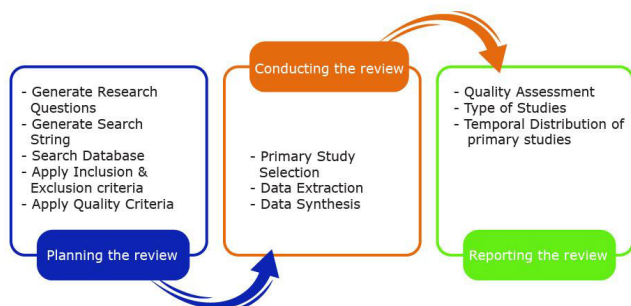 - Generate Research
Questions
- Generate Search
String
- Search Database
- Apply Inclusion &
Exclusion criteria
- Apply Quality Criteria
Planning the review
Conducting the review
- Primary Study
Selection
- Data Extraction
- Data Synthesis
- Quality Assessment
- Type of Studies
- Temporal Distribution of
primary studies
Reporting the review